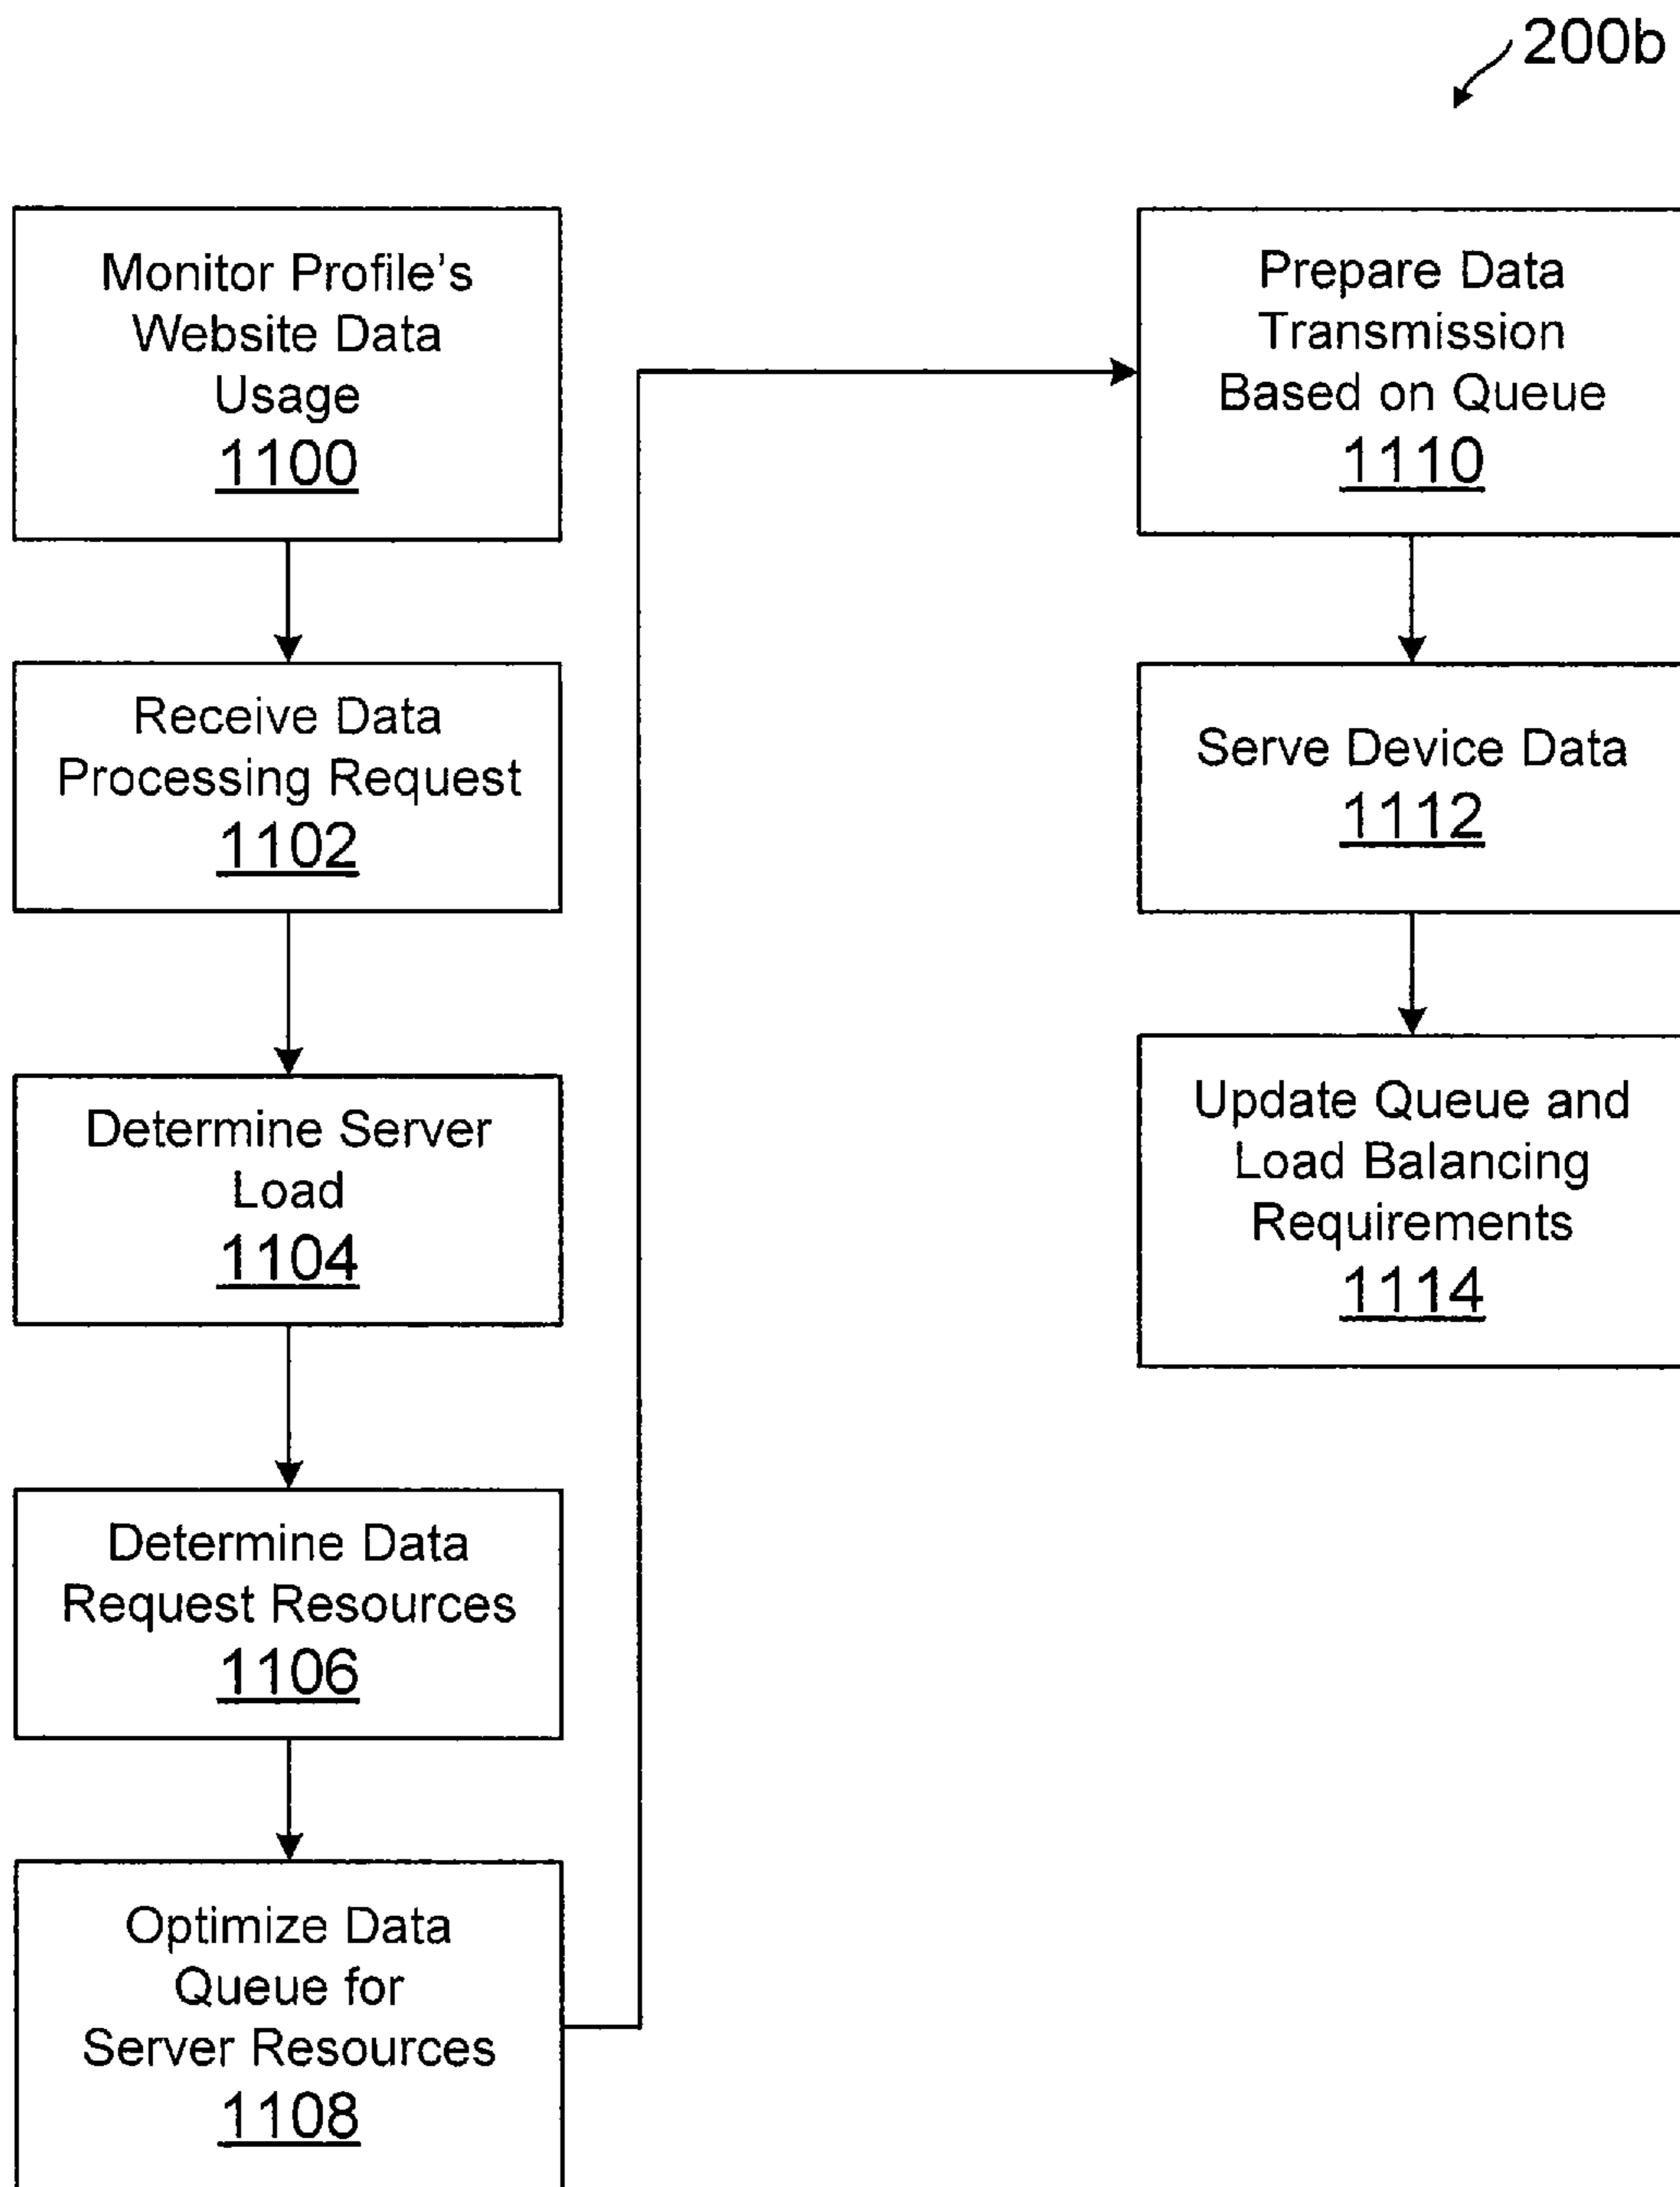 200b
Monitor Profile's
Website Data
Usage
1100
Receive Data
Processing Request
1102
Determine Server
Load
1104
Determine Data
Request Resources
1106
Optimize Data
Queue for
Server Resources
1108
Prepare Data
Transmission
Based on Queue
1110
Serve Device Data
1112
Update Queue and
Load Balancing
Requirements
1114